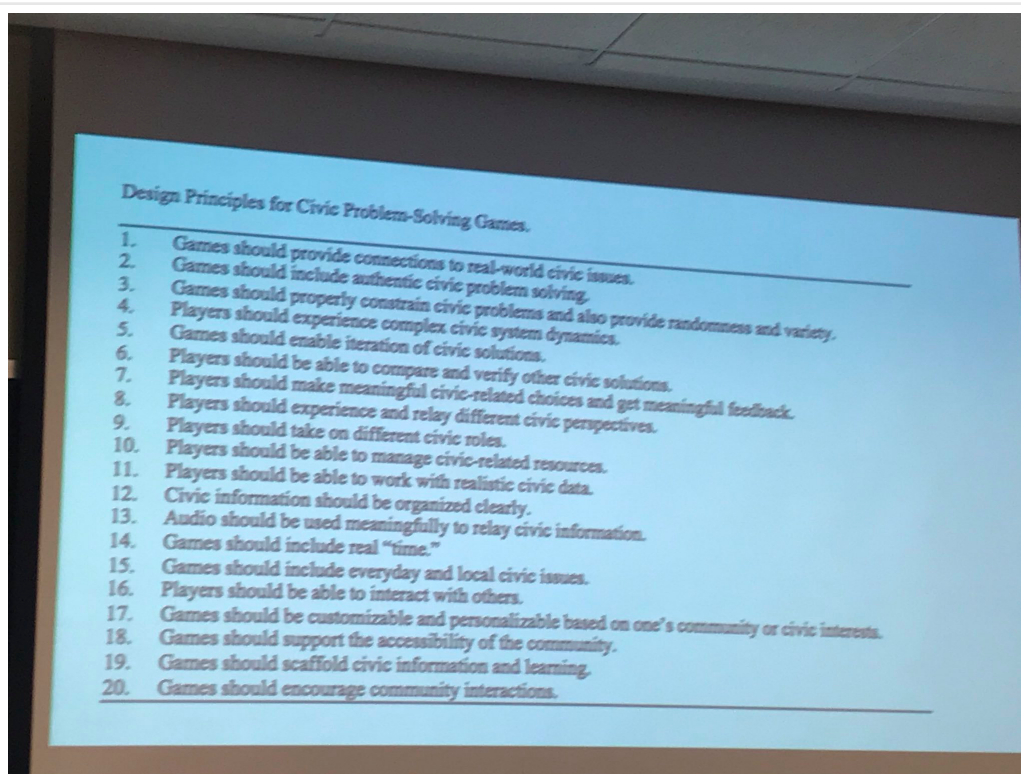 Design Principles for Civic Problem-Solving Games.
1. Games should provide connections to real-world civic issues.
2. Games should include authentic civic problem solving.
3. Games should properly constrain civic problems and also provide randomness and variety.
4. Players should experience complex civic system dynamics.
5. Games should enable iteration of civic solutions.
6. Players should be able to compare and verify other civic solutions.
7. Players should make meaningful civic-related choices and get meaningful feedback.
8. Players should experience and relay different civic perspectives.
9. Players should take on different civic roles.
10. Players should be able to manage civic-related resources.
11. Players should be able to work with realistic civic data.
12. Civic information should be organized clearly.
13. Audio should be used meaningfully to relay civic information.
14. Games should include real “time.”
15. Games should include everyday and local civic issues.
16. Players should be able to interact with others.
17. Games should be customizable and personalizable based on one’s community or civic interests.
18. Games should support the accessibility of the community.
19. Games should scaffold civic information and learning.
20. Games should encourage community interactions.